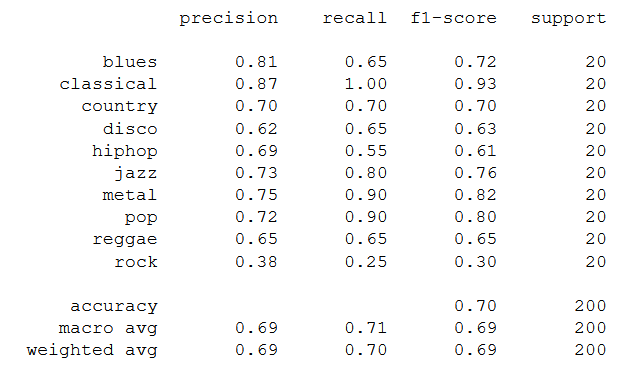 precision recall f1-score support
blues 0.81 0.65 0.72 20
classical 0.87 1.00 0.93 20
country 0.70 0.70 0.70 20
disco 0.62 0.65 0.63 20
hiphop 0.69 0.55 0.61 20
jazz 0.73 0.80 0.76 20
metal 0.75 0.90 0.82 20
pop 0.72 0.90 0.80 20
reggae 0.65 0.65 0.65 20
rock 0.38 0.25 0.30 20
accuracy 0.70 200
macro avg 0.69 0.71 0.69 200
weighted avg 0.69 0.70 0.69 200